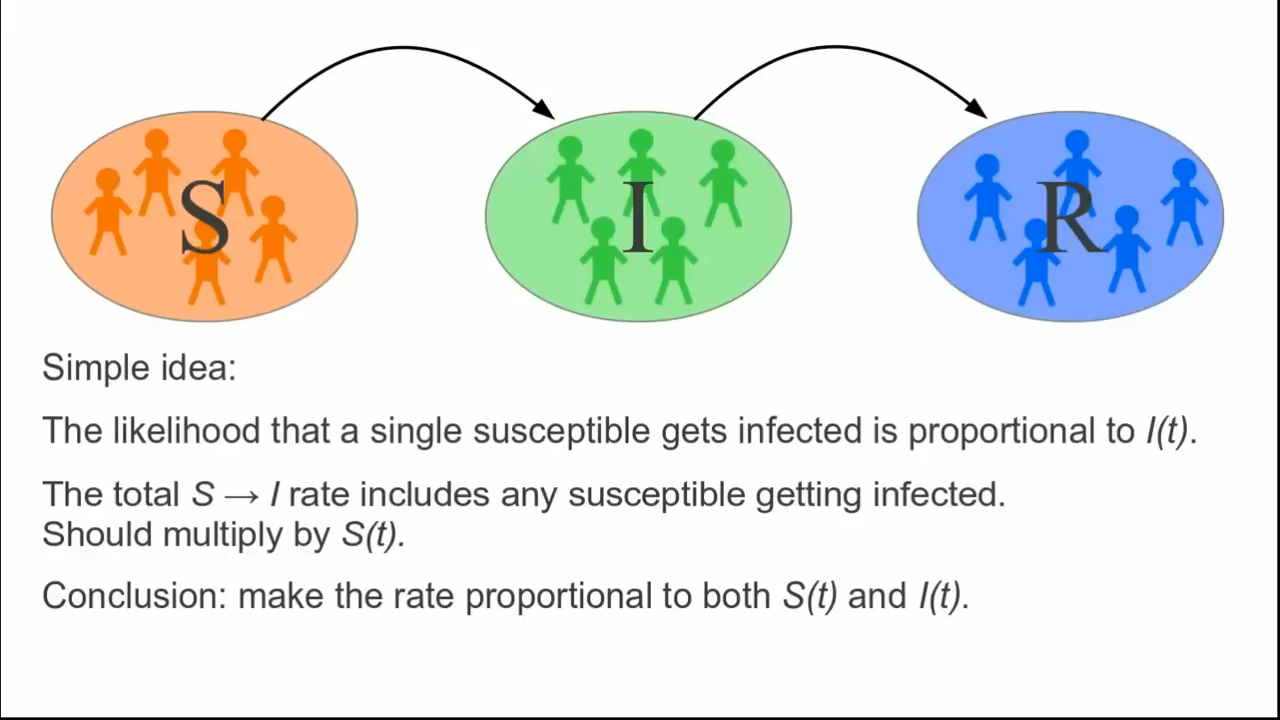 S I R
Simple idea:
The likelihood that a single susceptible gets infected is proportional to I(t).
The total S → I rate includes any susceptible getting infected.
Should multiply by S(t).
Conclusion: make the rate proportional to both S(t) and I(t).